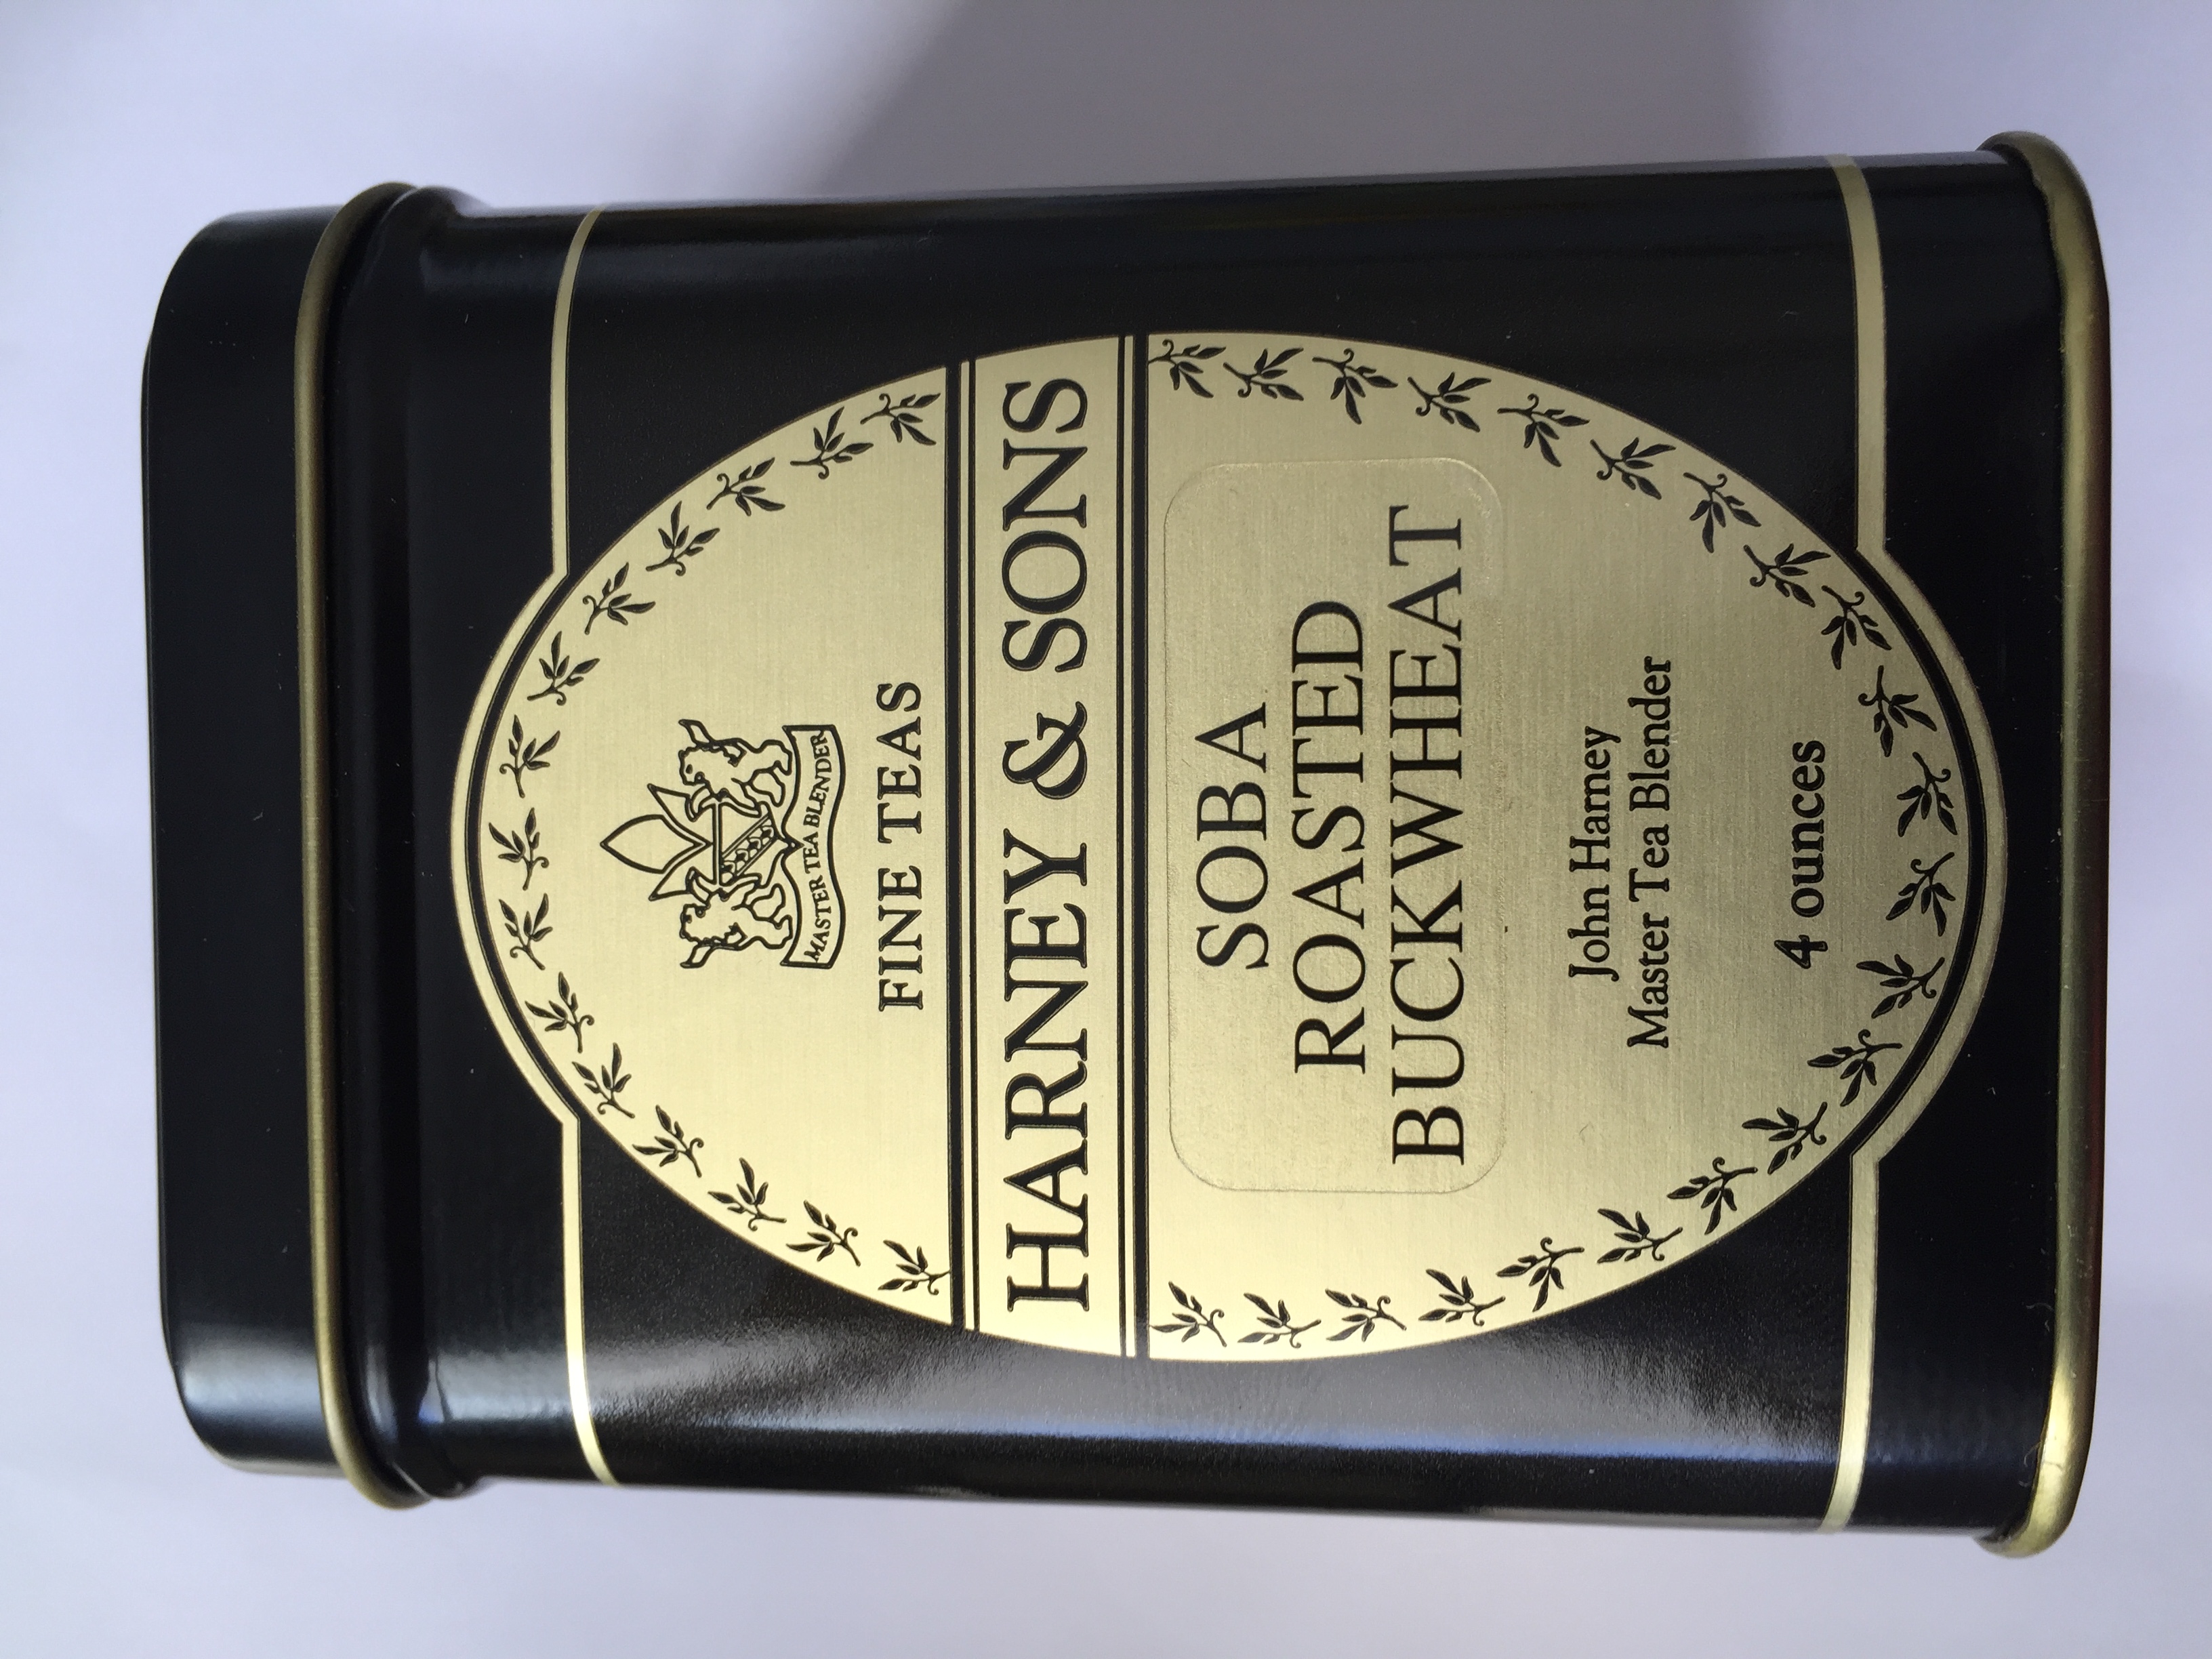 MASTER TEA BLENDER
FINE TEAS
HARNEY & SONS
SOBA
ROASTED
BUCKWHEAT
John Harney
Master Tea Blender
4 ounces